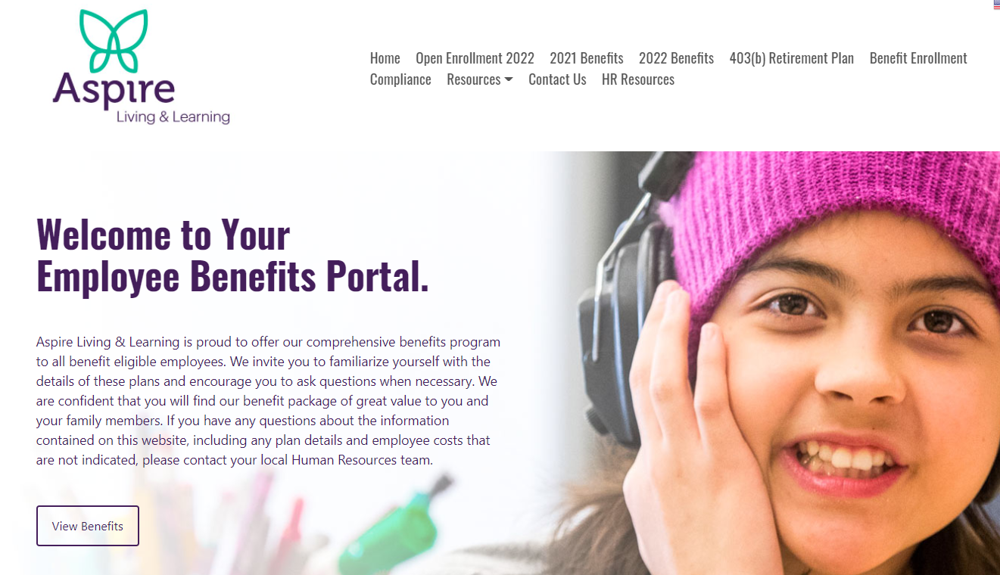 Aspire
Living & Learning
Home Open Enrollment 2022 2021 Benefits 2022 Benefits 403(b) Retirement Plan Benefit Enrollment
Compliance Resources Contact Us HR Resources
Welcome to Your
Employee Benefits Portal.
Aspire Living & Learning is proud to offer our comprehensive benefits program
to all benefit eligible employees. We invite you to familiarize yourself with the
details of these plans and encourage you to ask questions when necessary. We
are confident that you will find our benefit package of great value to you and
your family members. If you have any questions about the information
contained on this website, including any plan details and employee costs that
are not indicated, please contact your local Human Resources team.
View Benefits